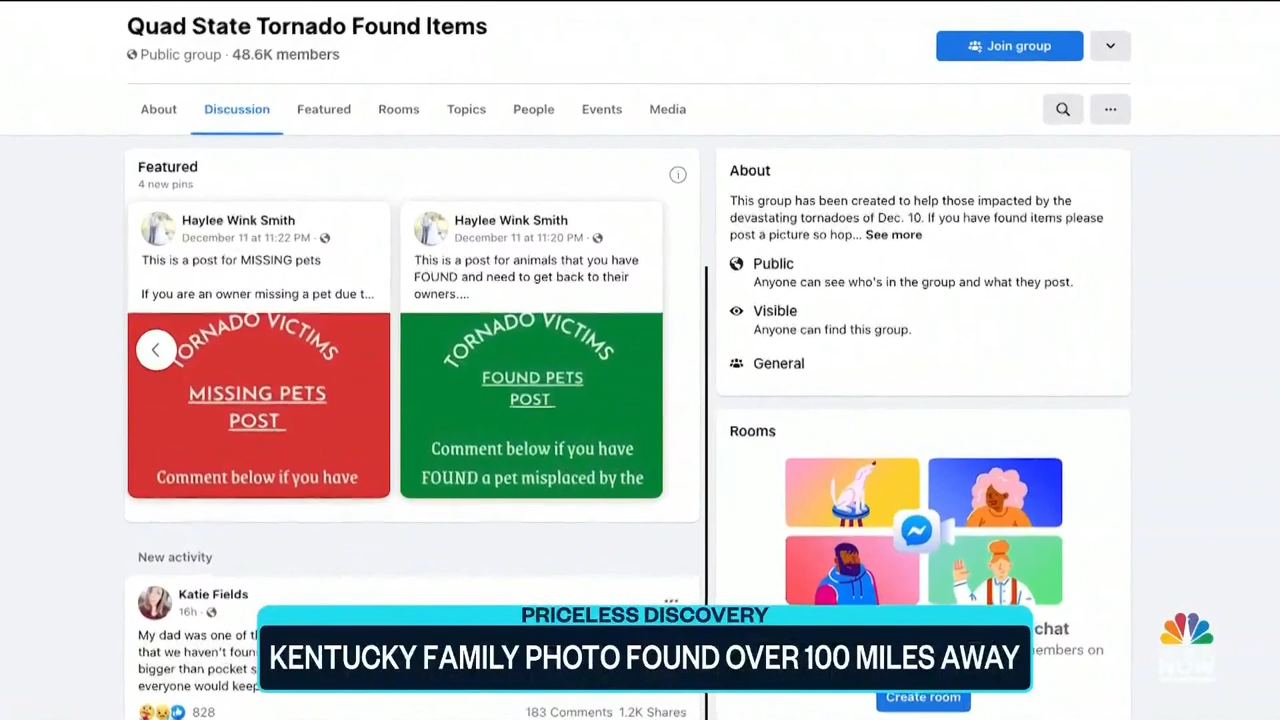 Quad State Tornado Found Items
Public group · 48.6K members
Join group
About
Discussion
Featured
Rooms
Topics
People
Events
Media
Featured
4 new pins
Haylee Wink Smith
December 11 at 11:22 PM ·
This is a post for MISSING pets
If you are an owner missing a pet due t...
TORNADO VICTIMS
MISSING PETS
POST
Comment below if you have
Haylee Wink Smith
December 11 at 11:20 PM ·
This is a post for animals that you have
FOUND and need to get back to their
owners....
TORNADO VICTIMS
FOUND PETS
POST
Comment below if you have
FOUND a pet misplaced by the
About
This group has been created to help those impacted by the
devastating tornadoes of Dec. 10. If you have found items please
post a picture so hop... See more
Public
Anyone can see who's in the group and what they post.
Visible
Anyone can find this group.
General
Rooms
chat
embers on
Create room
New activity
Katie Fields
16h ·
My dad was one of t
that we haven't foun
bigger than pocket s
everyone would keep
828
183 Comments 1.2K Shares
PRICELESS DISCOVERY
KENTUCKY FAMILY PHOTO FOUND OVER 100 MILES AWAY
NOW